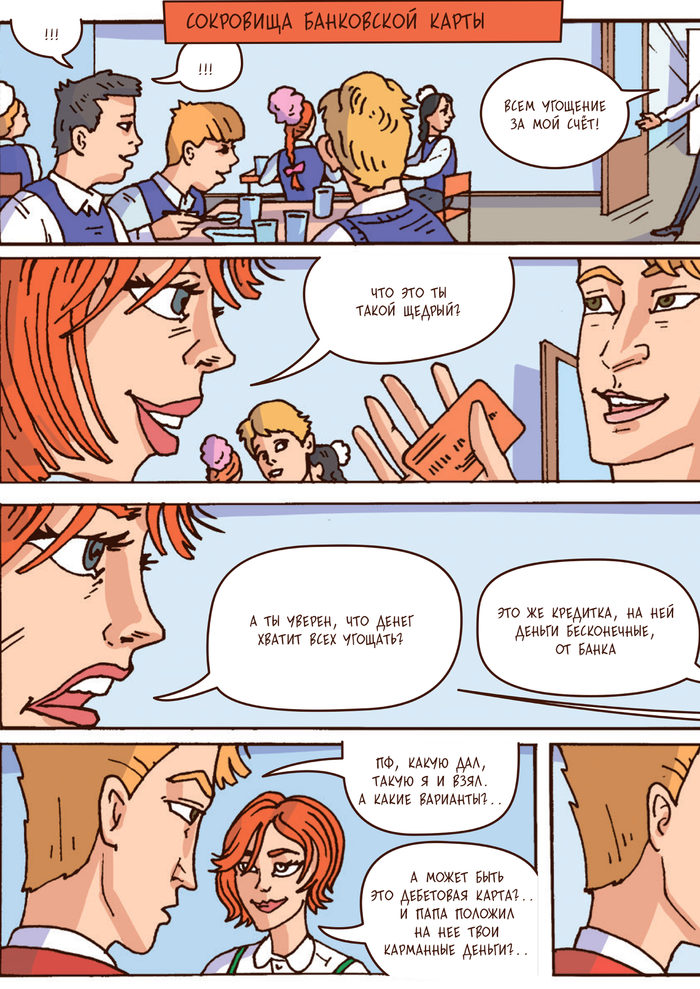 СОКРОВИЩА БАНКОВСКОЙ КАРТЫ
!!!
!!!
ВСЕМ УГОЩЕНИЕ
ЗА МОЙ СЧЁТ!
ЧТО ЭТО ТЫ
ТАКОЙ ЩЕДРЫЙ?
А ТЫ УВЕРЕН, ЧТО ДЕНЕГ
ХВАТИТ ВСЕХ УГОЩАТЬ?
ЭТО ЖЕ КРЕДИТКА, НА НЕЙ
ДЕНЬГИ БЕСКОНЕЧНЫЕ,
ОТ БАНКА
ПФ, КАКУЮ ДАЛ,
ТАКУЮ Я И ВЗЯЛ.
А КАКИЕ ВАРИАНТЫ?..
А МОЖЕТ БЫТЬ
ЭТО ДЕБЕТОВАЯ КАРТА?..
И ПАПА ПОЛОЖИЛ
НА НЕЕ ТВОИ
КАРМАННЫЕ ДЕНЬГИ?..